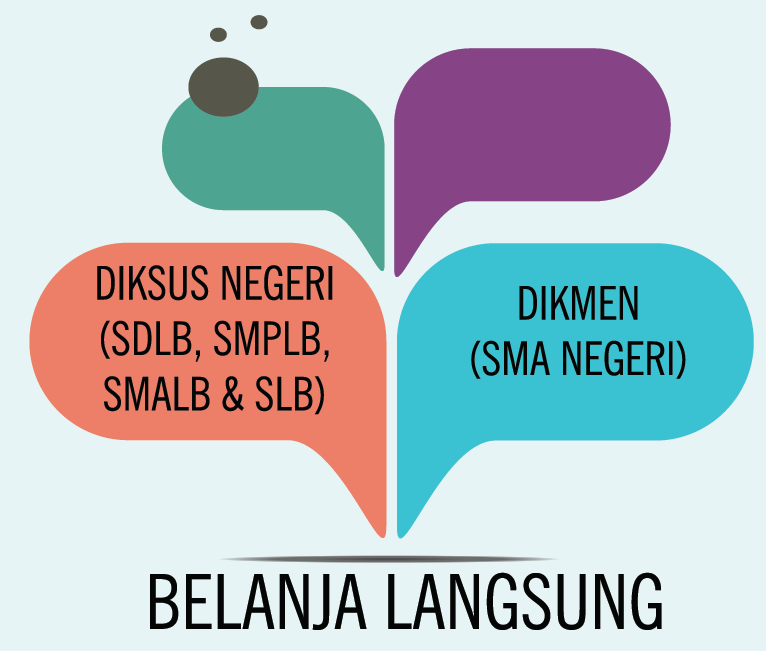 DIKSUS NEGERI
(SDLB, SMPLB,
SMALB & SLB)
DIKMEN
(SMA NEGERI)
BELANJA LANGSUNG